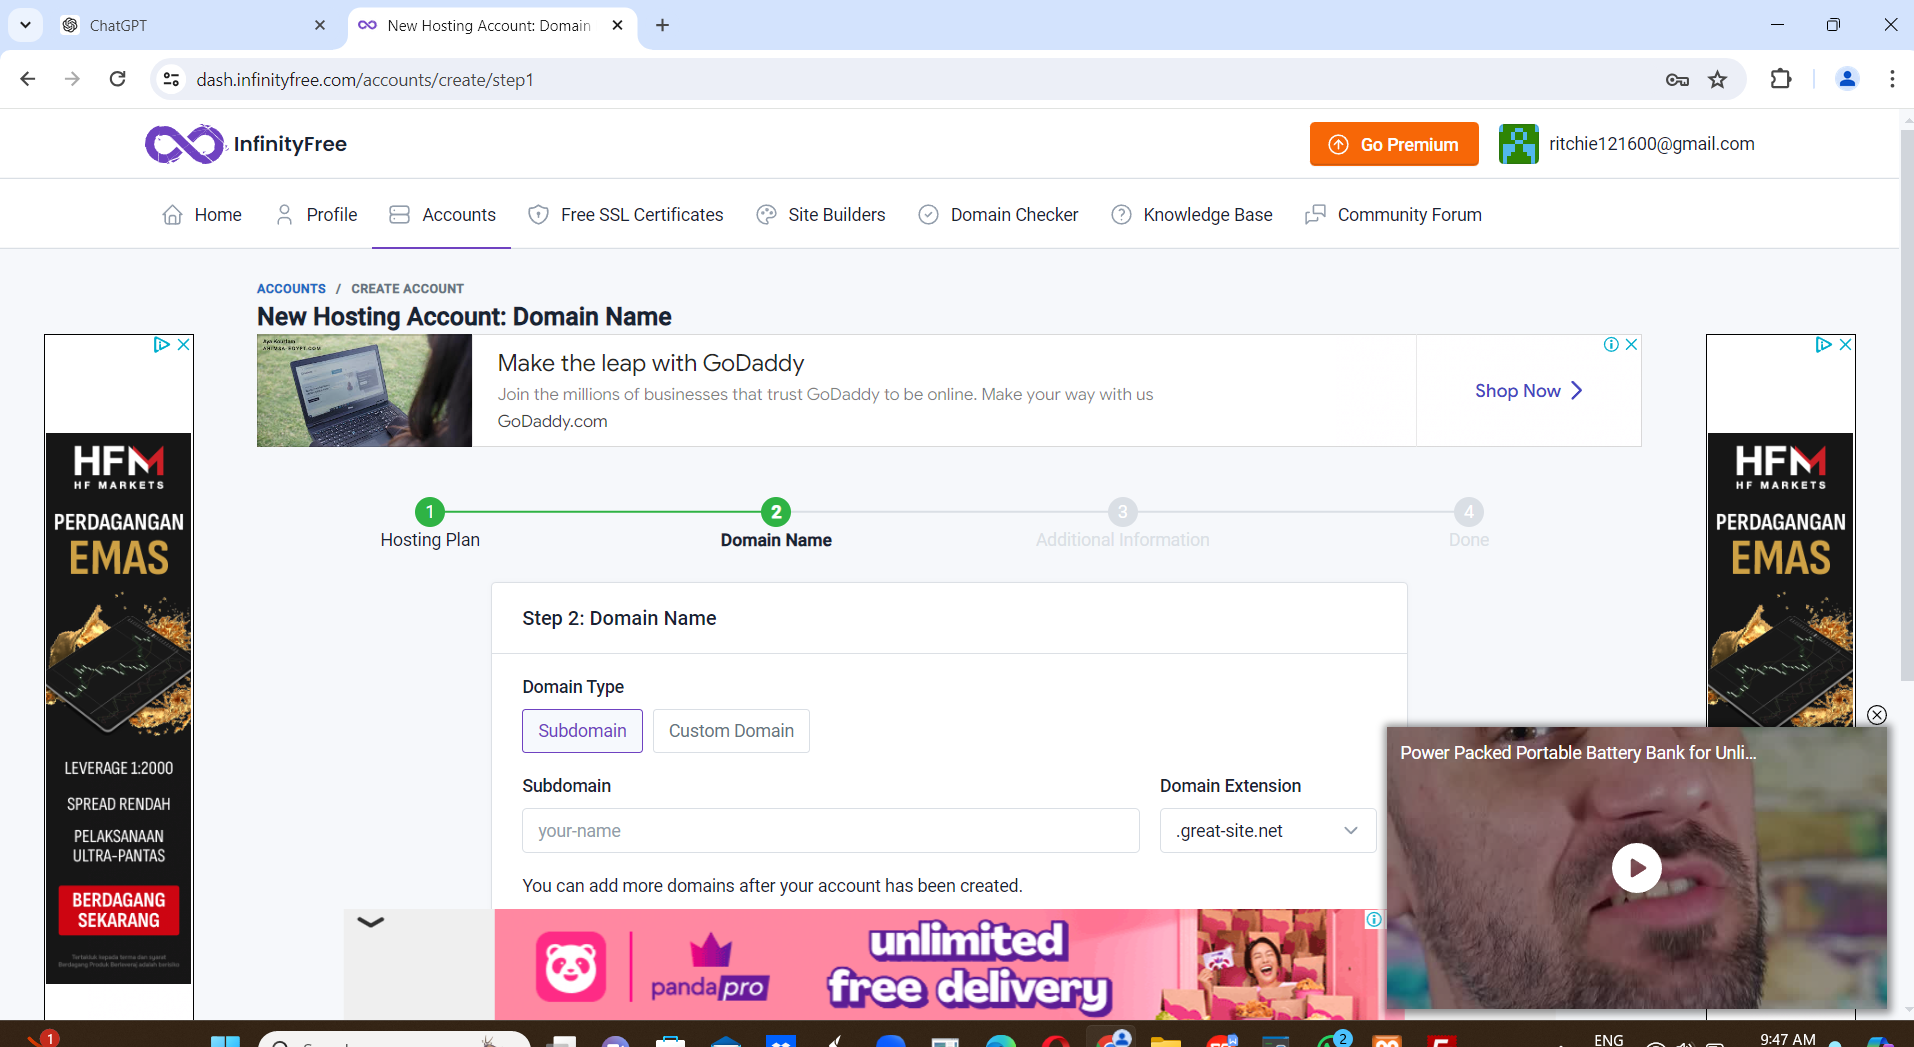 ChatGPT
New Hosting Account: Domain
dash.infinityfree.com/accounts/create/step1
InfinityFree
Go Premium
ritchie121600@gmail.com
Home
Profile
Accounts
Free SSL Certificates
Site Builders
Domain Checker
Knowledge Base
Community Forum
ACCOUNTS / CREATE ACCOUNT
New Hosting Account: Domain Name
Make the leap with GoDaddy
Join the millions of businesses that trust GoDaddy to be online. Make your way with us
GoDaddy.com
Shop Now
HFM
HF MARKETS
PERDAGANGAN
EMAS
LEVERAGE 1:2000
SPREAD RENDAH
PELAKSANAAN
ULTRA-PANTAS
BERDAGANG
SEKARANG
1
Hosting Plan
2
Domain Name
3
Additional Information
4
Done
Step 2: Domain Name
Domain Type
Subdomain
Custom Domain
Subdomain
Domain Extension
your-name
.great-site.net
You can add more domains after your account has been created.
HFM
HF MARKETS
PERDAGANGAN
EMAS
Power Packed Portable Battery Bank for Unli...
pandapro
unlimited
free delivery
1
2
ENG
9:47 AM